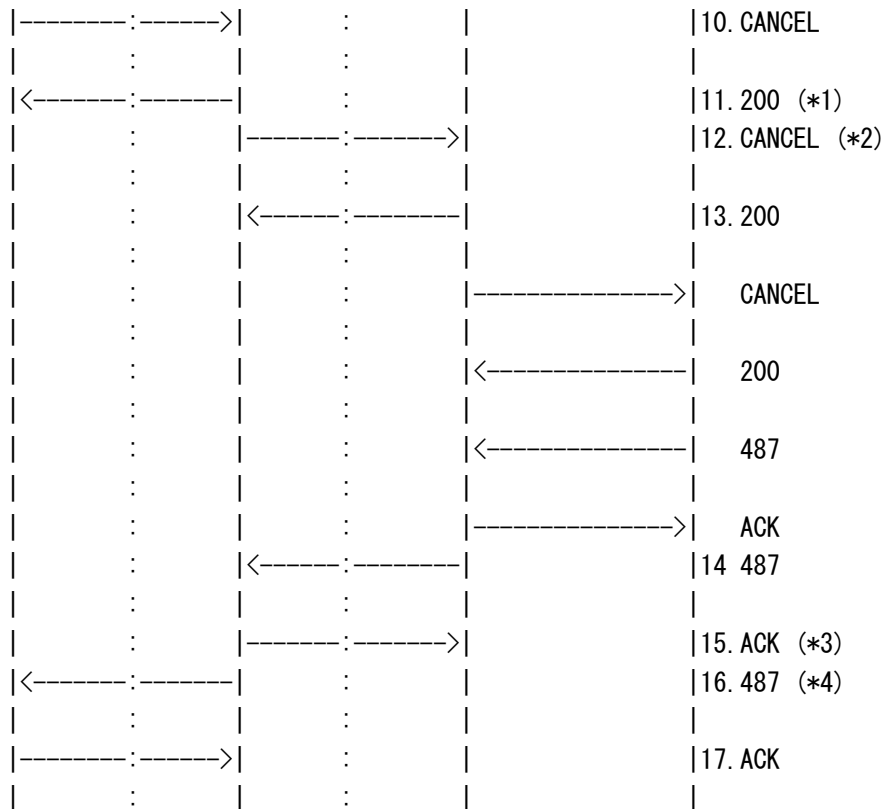 |--------:------>| : | |10.CANCEL
| : | : | |
|<-------:-------| : | |11.200 (*1)
| : |-------:------->| |12.CANCEL (*2)
| : | : | |
| : |<------:--------| |13.200
| : | : | |
| : | : |--------------->| CANCEL
| : | : | |
| : | : |<---------------| 200
| : | : | |
| : | : |<---------------| 487
| : | : | |
| : | : |--------------->| ACK
| : |<------:--------| |14 487
| : | : | |
| : |-------:------->| |15.ACK (*3)
|<-------:-------| : | |16.487 (*4)
| : | : | |
|--------:------>| : | |17.ACK
| : | : | |